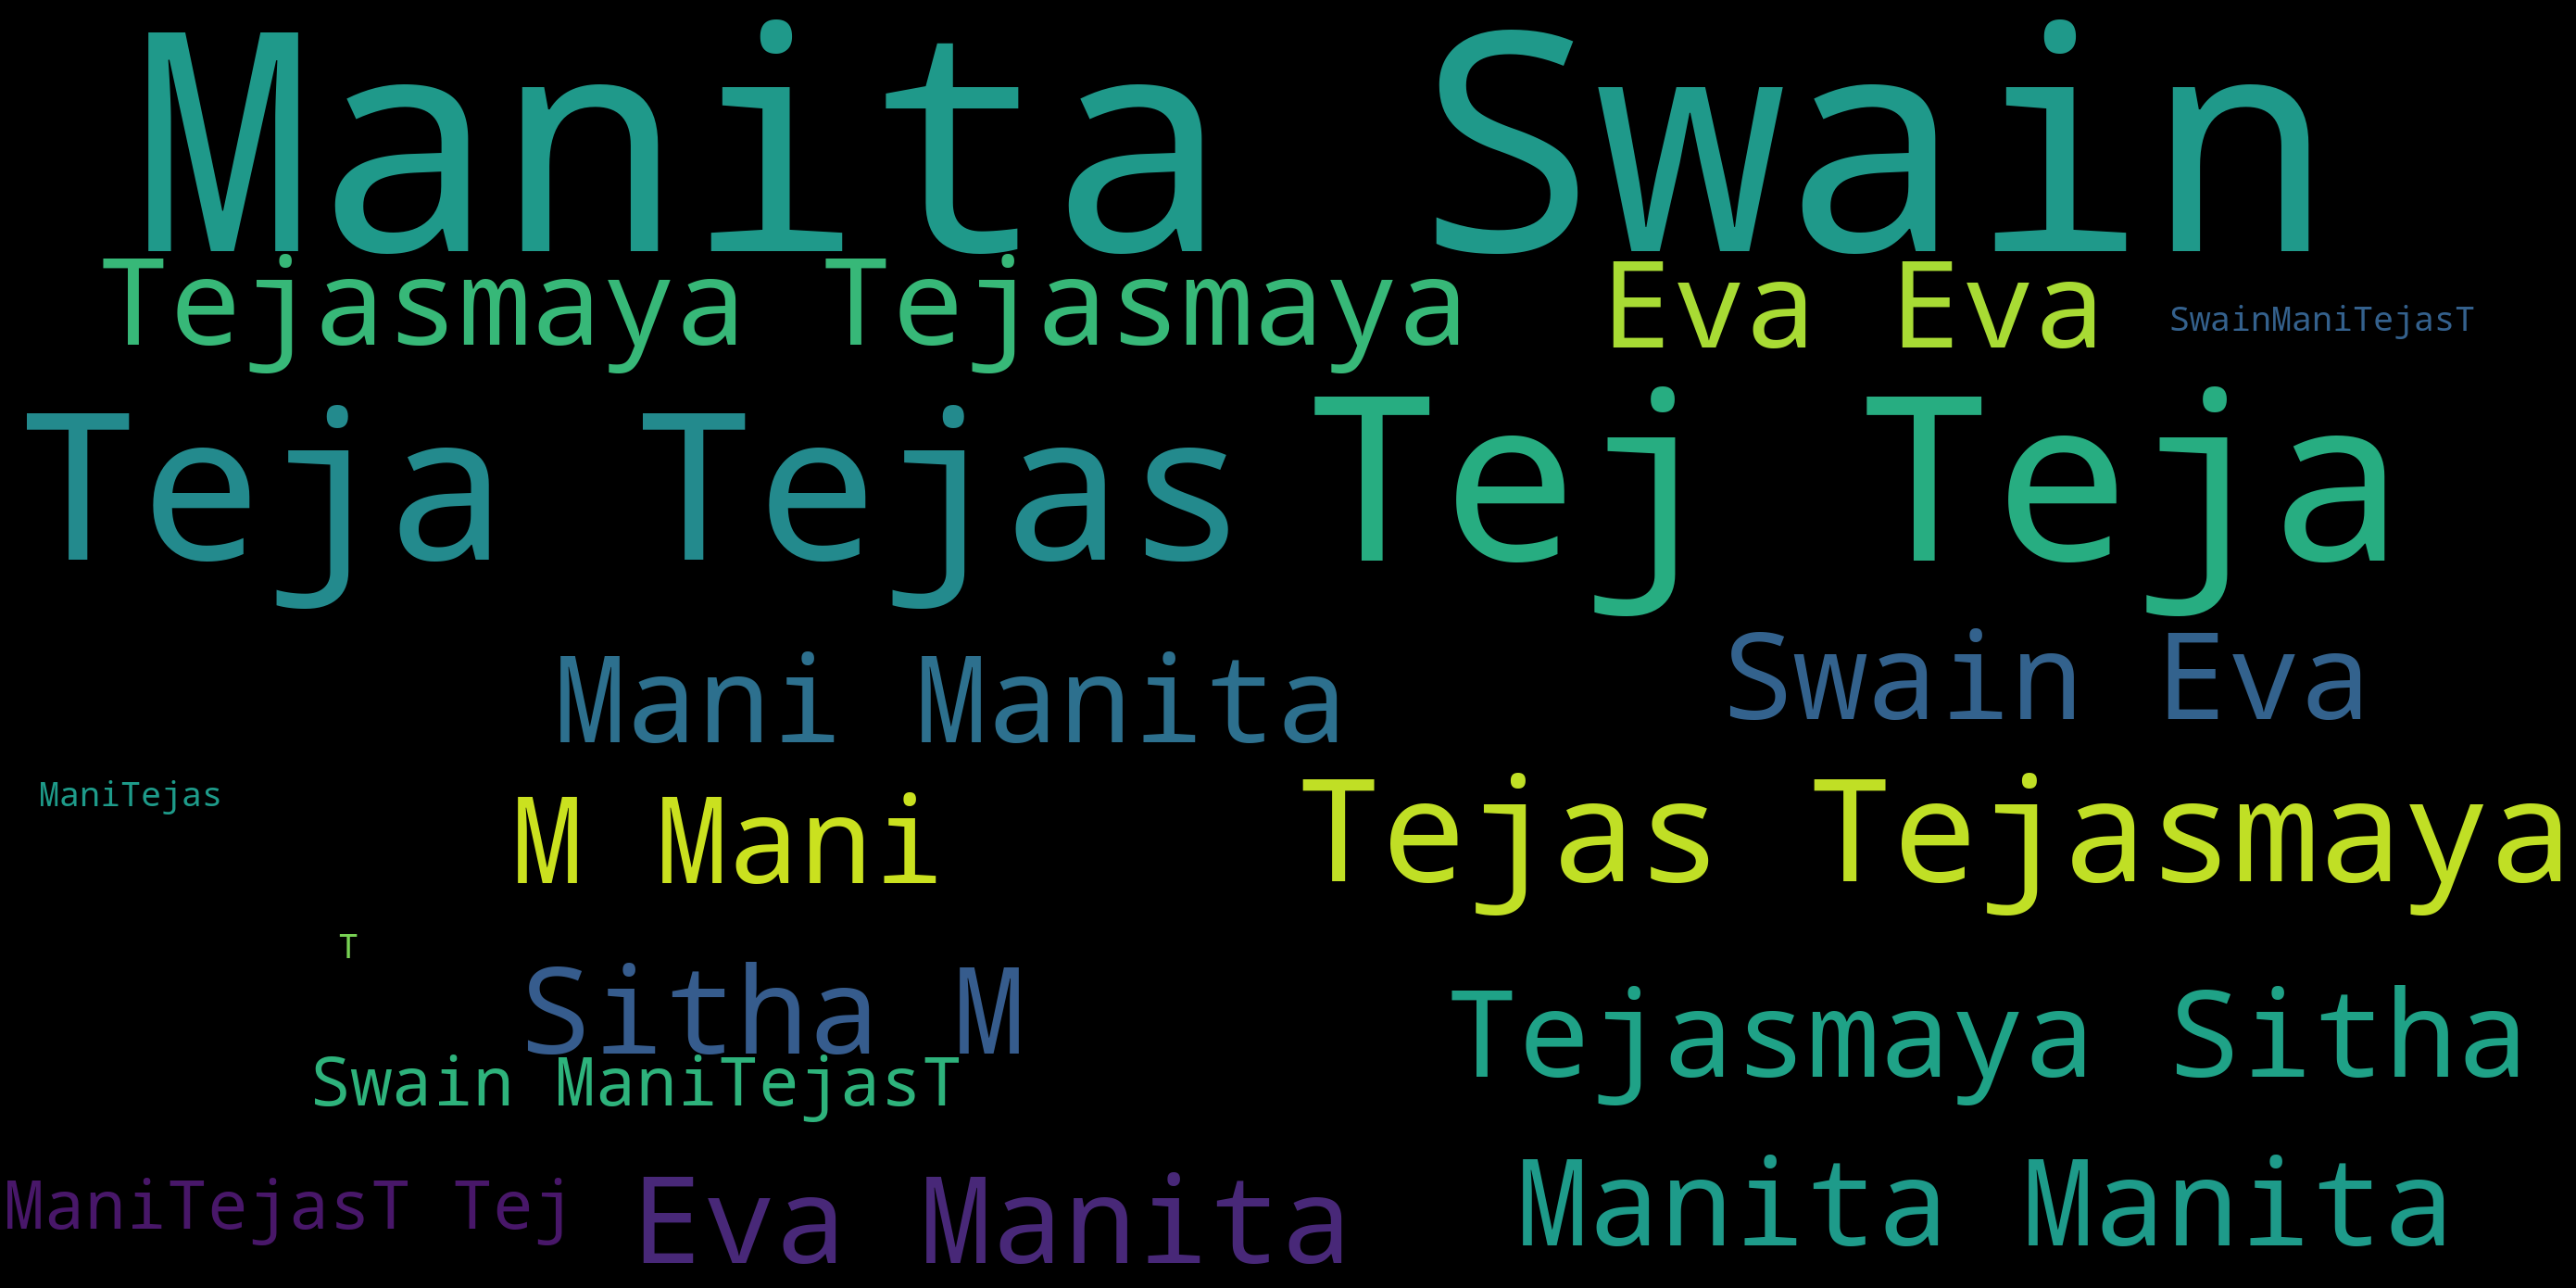 Manita Swain
Tejasmaya Tejasmaya Eva Eva SwainManiTejasT
Teja Tejas Tej Teja
Mani Manita Swain Eva
ManiTejas M Mani Tejas Tejasmaya
T
Sitha M Tejasmaya Sitha
Swain ManiTejasT
ManiTejasT Tej Eva Manita Manita Manita